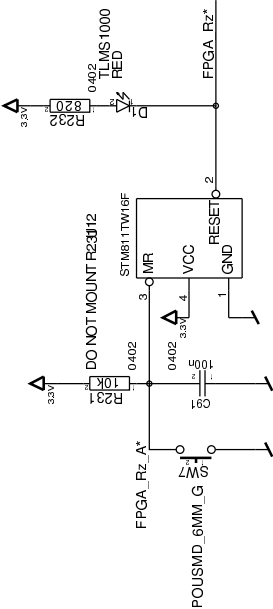 FPGA_Rz*
TLMS1000
RED
0402
D1
820
R232
3.3V
2
RESET
STM811TW16F
MR
VCC
GND
3
4
1
3.3V
DO NOT MOUNT
0402
0402
100n
C91
10k
R231
3.3V
FPGA_Rz_A*
SW7
POUSMD_6MM_G